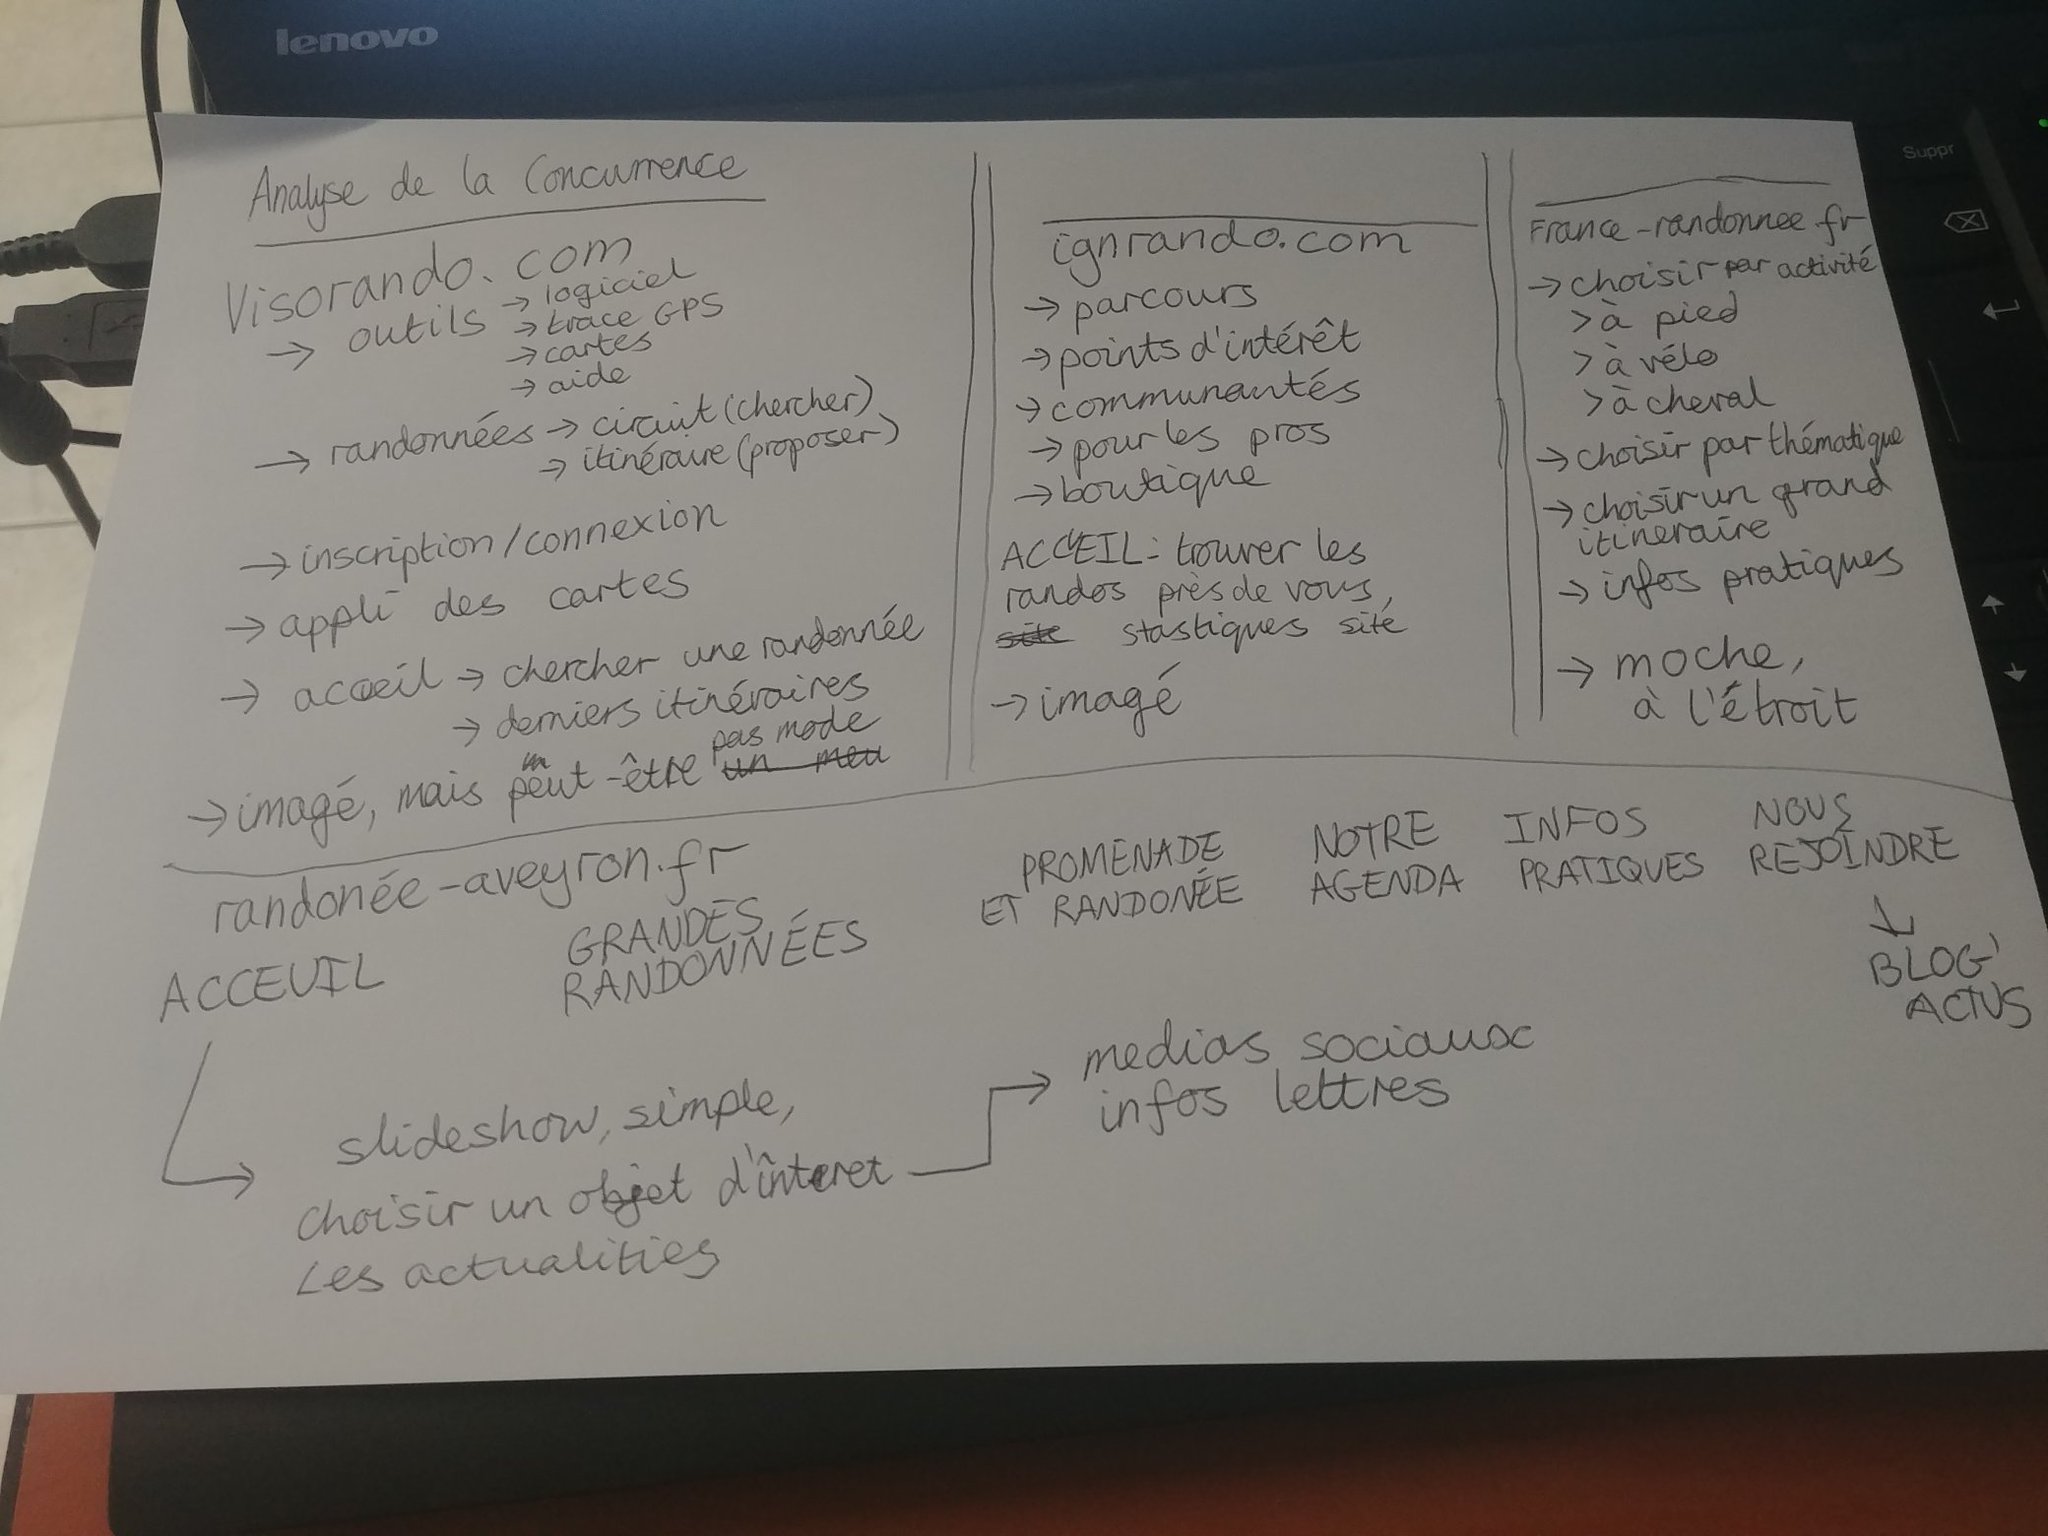 lenovo
Suppr
Analyse de la Concurrence
Visorando.com
→ outils → logiciel
→ trace GPS
→ cartes
→ aide
→ randonnées → circuit (chercher)
→ itinéraire (proposer)
→ inscription/connexion
→ appli des cartes
→ accœil → chercher une randonnée
→ derniers itinéraires
→ imagé, mais un peut-être pas mode
ignrando.com
→ parcours
→ points d'intérêt
→ communautés
→ pour les pros
→ boutique
ACCEIL: trouver les
randos près de vous,
stastiques site
→ imagé
France-randonnee.fr
→ choisir par activité
> à pied
> à vélo
> à cheval
→ choisir par thématique
→ choisir un grand
itineraire
→ infos pratiques
→ moche,
à l'étroit
randonée-aveyron.fr
ACCEUIL
GRANDES
RANDONNÉES
PROMENADE
ET RANDONÉE
NOTRE
AGENDA
INFOS
PRATIQUES
NOUS
REJOINDRE
↓
BLOG'
ACTUS
→ slideshow, simple,
choisir un objet d'interet →
Les actualities
medias sociaux
infos lettres